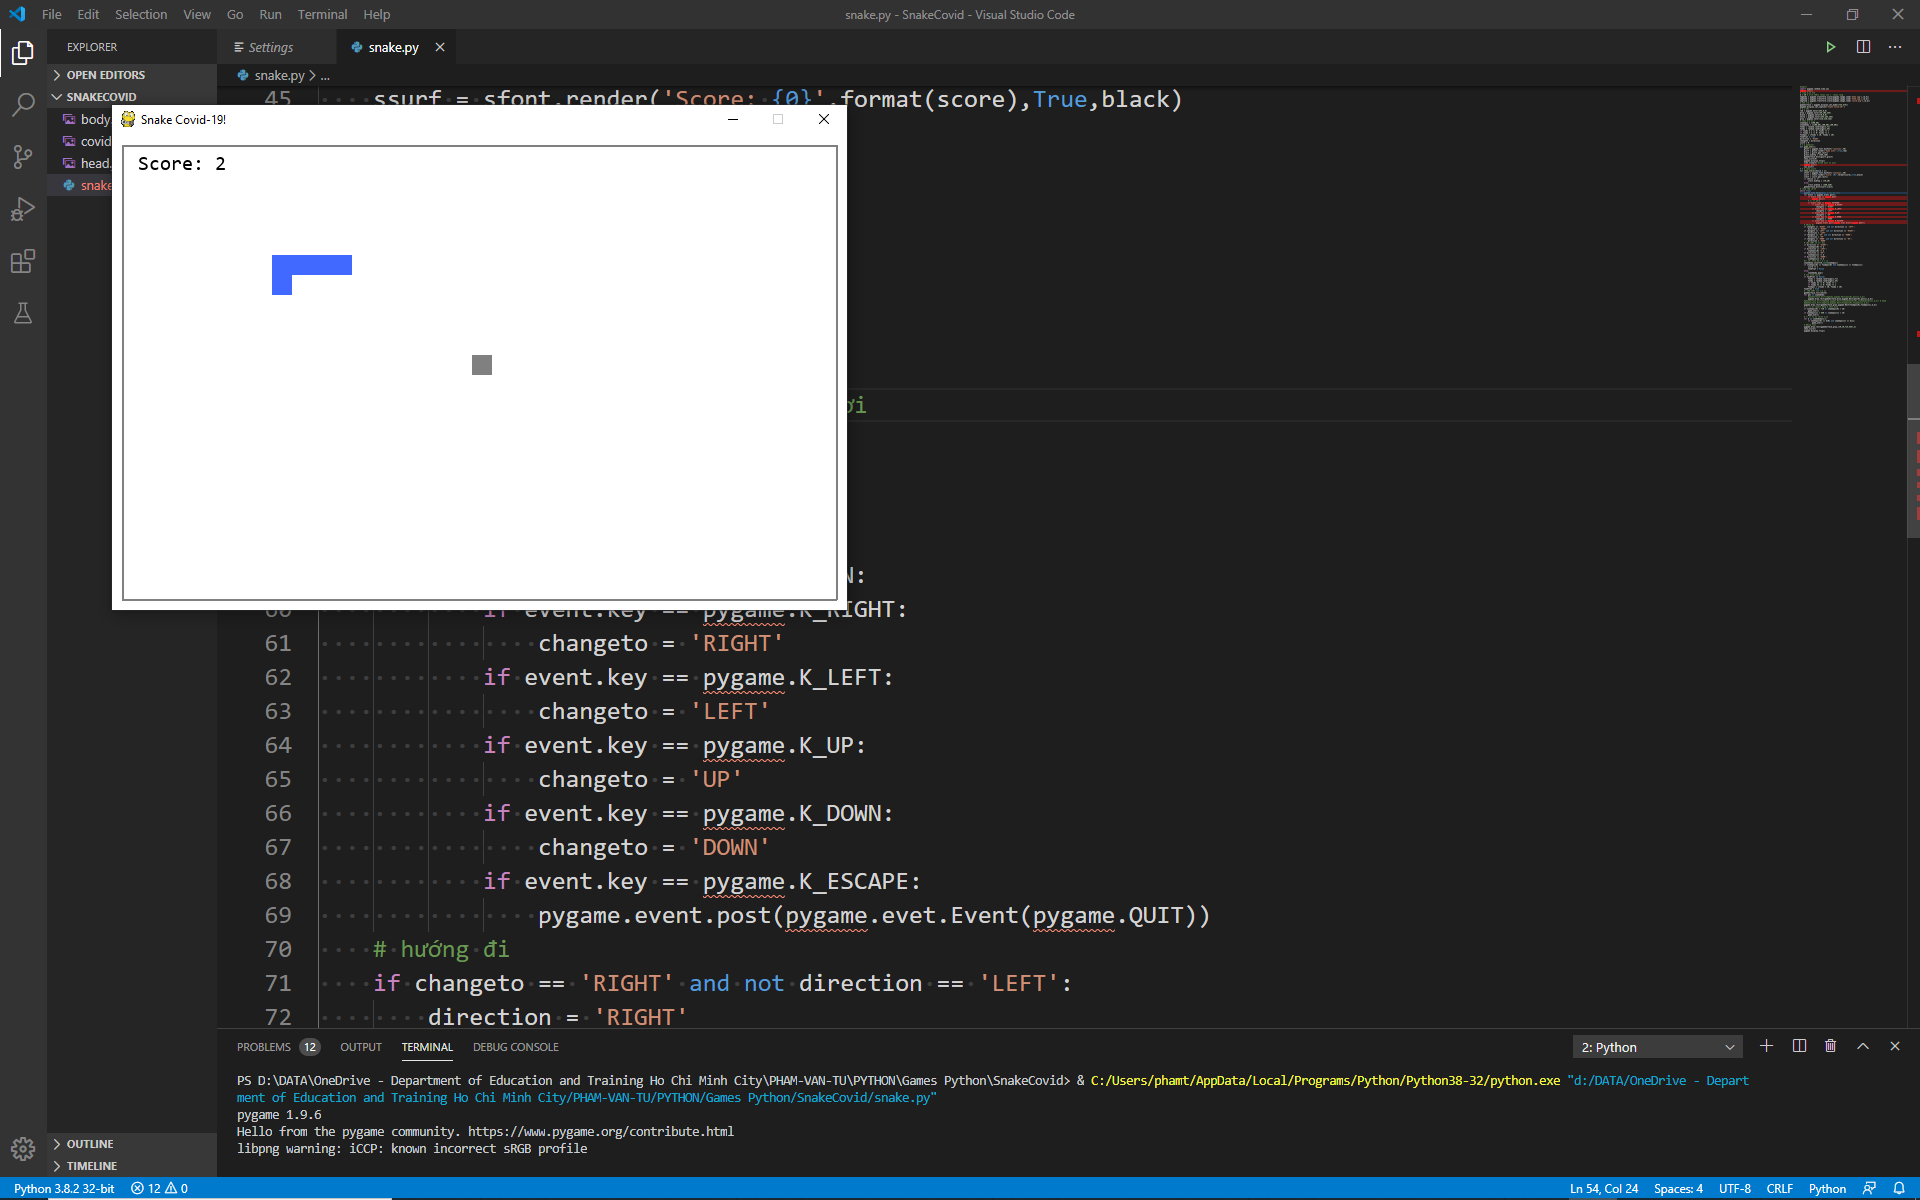 File Edit Selection View Go Run Terminal Help
snake.py - SnakeCovid - Visual Studio Code
EXPLORER
Settings
snake.py
OPEN EDITORS
snake.py > ...
SNAKECOVID
body
covid
head.
snake
45 ssurf = sfont.render('Score: {0}'.format(score),True,black)
Snake Covid-19!
Score: 2
ơi
N:
60 if event.key == pygame.K_RIGHT:
61 changeto = 'RIGHT'
62 if event.key == pygame.K_LEFT:
63 changeto = 'LEFT'
64 if event.key == pygame.K_UP:
65 changeto = 'UP'
66 if event.key == pygame.K_DOWN:
67 changeto = 'DOWN'
68 if event.key == pygame.K_ESCAPE:
69 pygame.event.post(pygame.evet.Event(pygame.QUIT))
70 # hướng đi
71 if changeto == 'RIGHT' and not direction == 'LEFT':
72 direction = 'RIGHT'
PROBLEMS 12 OUTPUT TERMINAL DEBUG CONSOLE
2: Python
PS D:\DATA\OneDrive - Department of Education and Training Ho Chi Minh City\PHAM-VAN-TU\PYTHON\Games Python\SnakeCovid> & C:/Users/phamt/AppData/Local/Programs/Python/Python38-32/python.exe "d:/DATA/OneDrive - Depart
ment of Education and Training Ho Chi Minh City/PHAM-VAN-TU/PYTHON/Games Python/SnakeCovid/snake.py"
pygame 1.9.6
Hello from the pygame community. https://www.pygame.org/contribute.html
libpng warning: iCCP: known incorrect sRGB profile
OUTLINE
TIMELINE
Python 3.8.2 32-bit 12 0
Ln 54, Col 24 Spaces: 4 UTF-8 CRLF Python